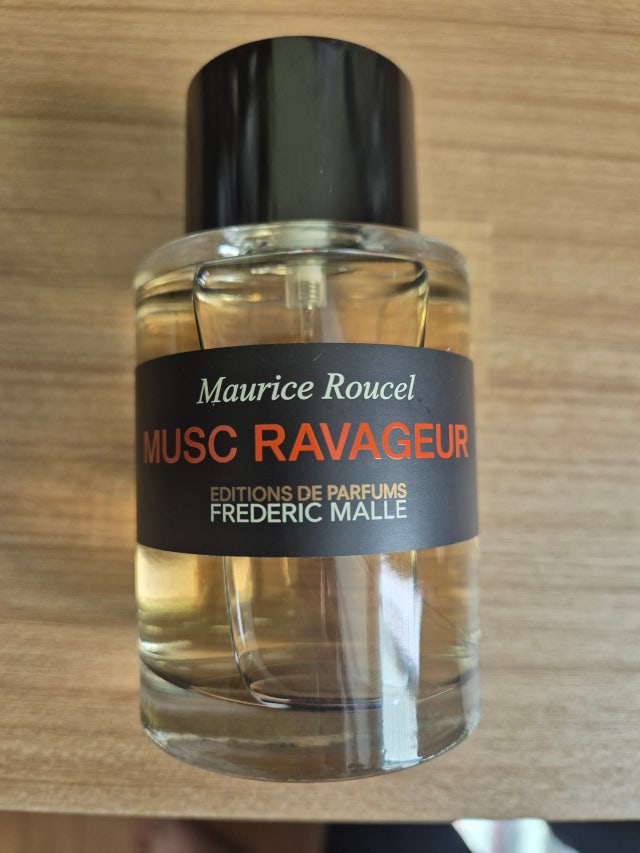 Maurice Roucel
MUSC RAVAGEUR
EDITIONS DE PARFUMS
FREDERIC MALLE